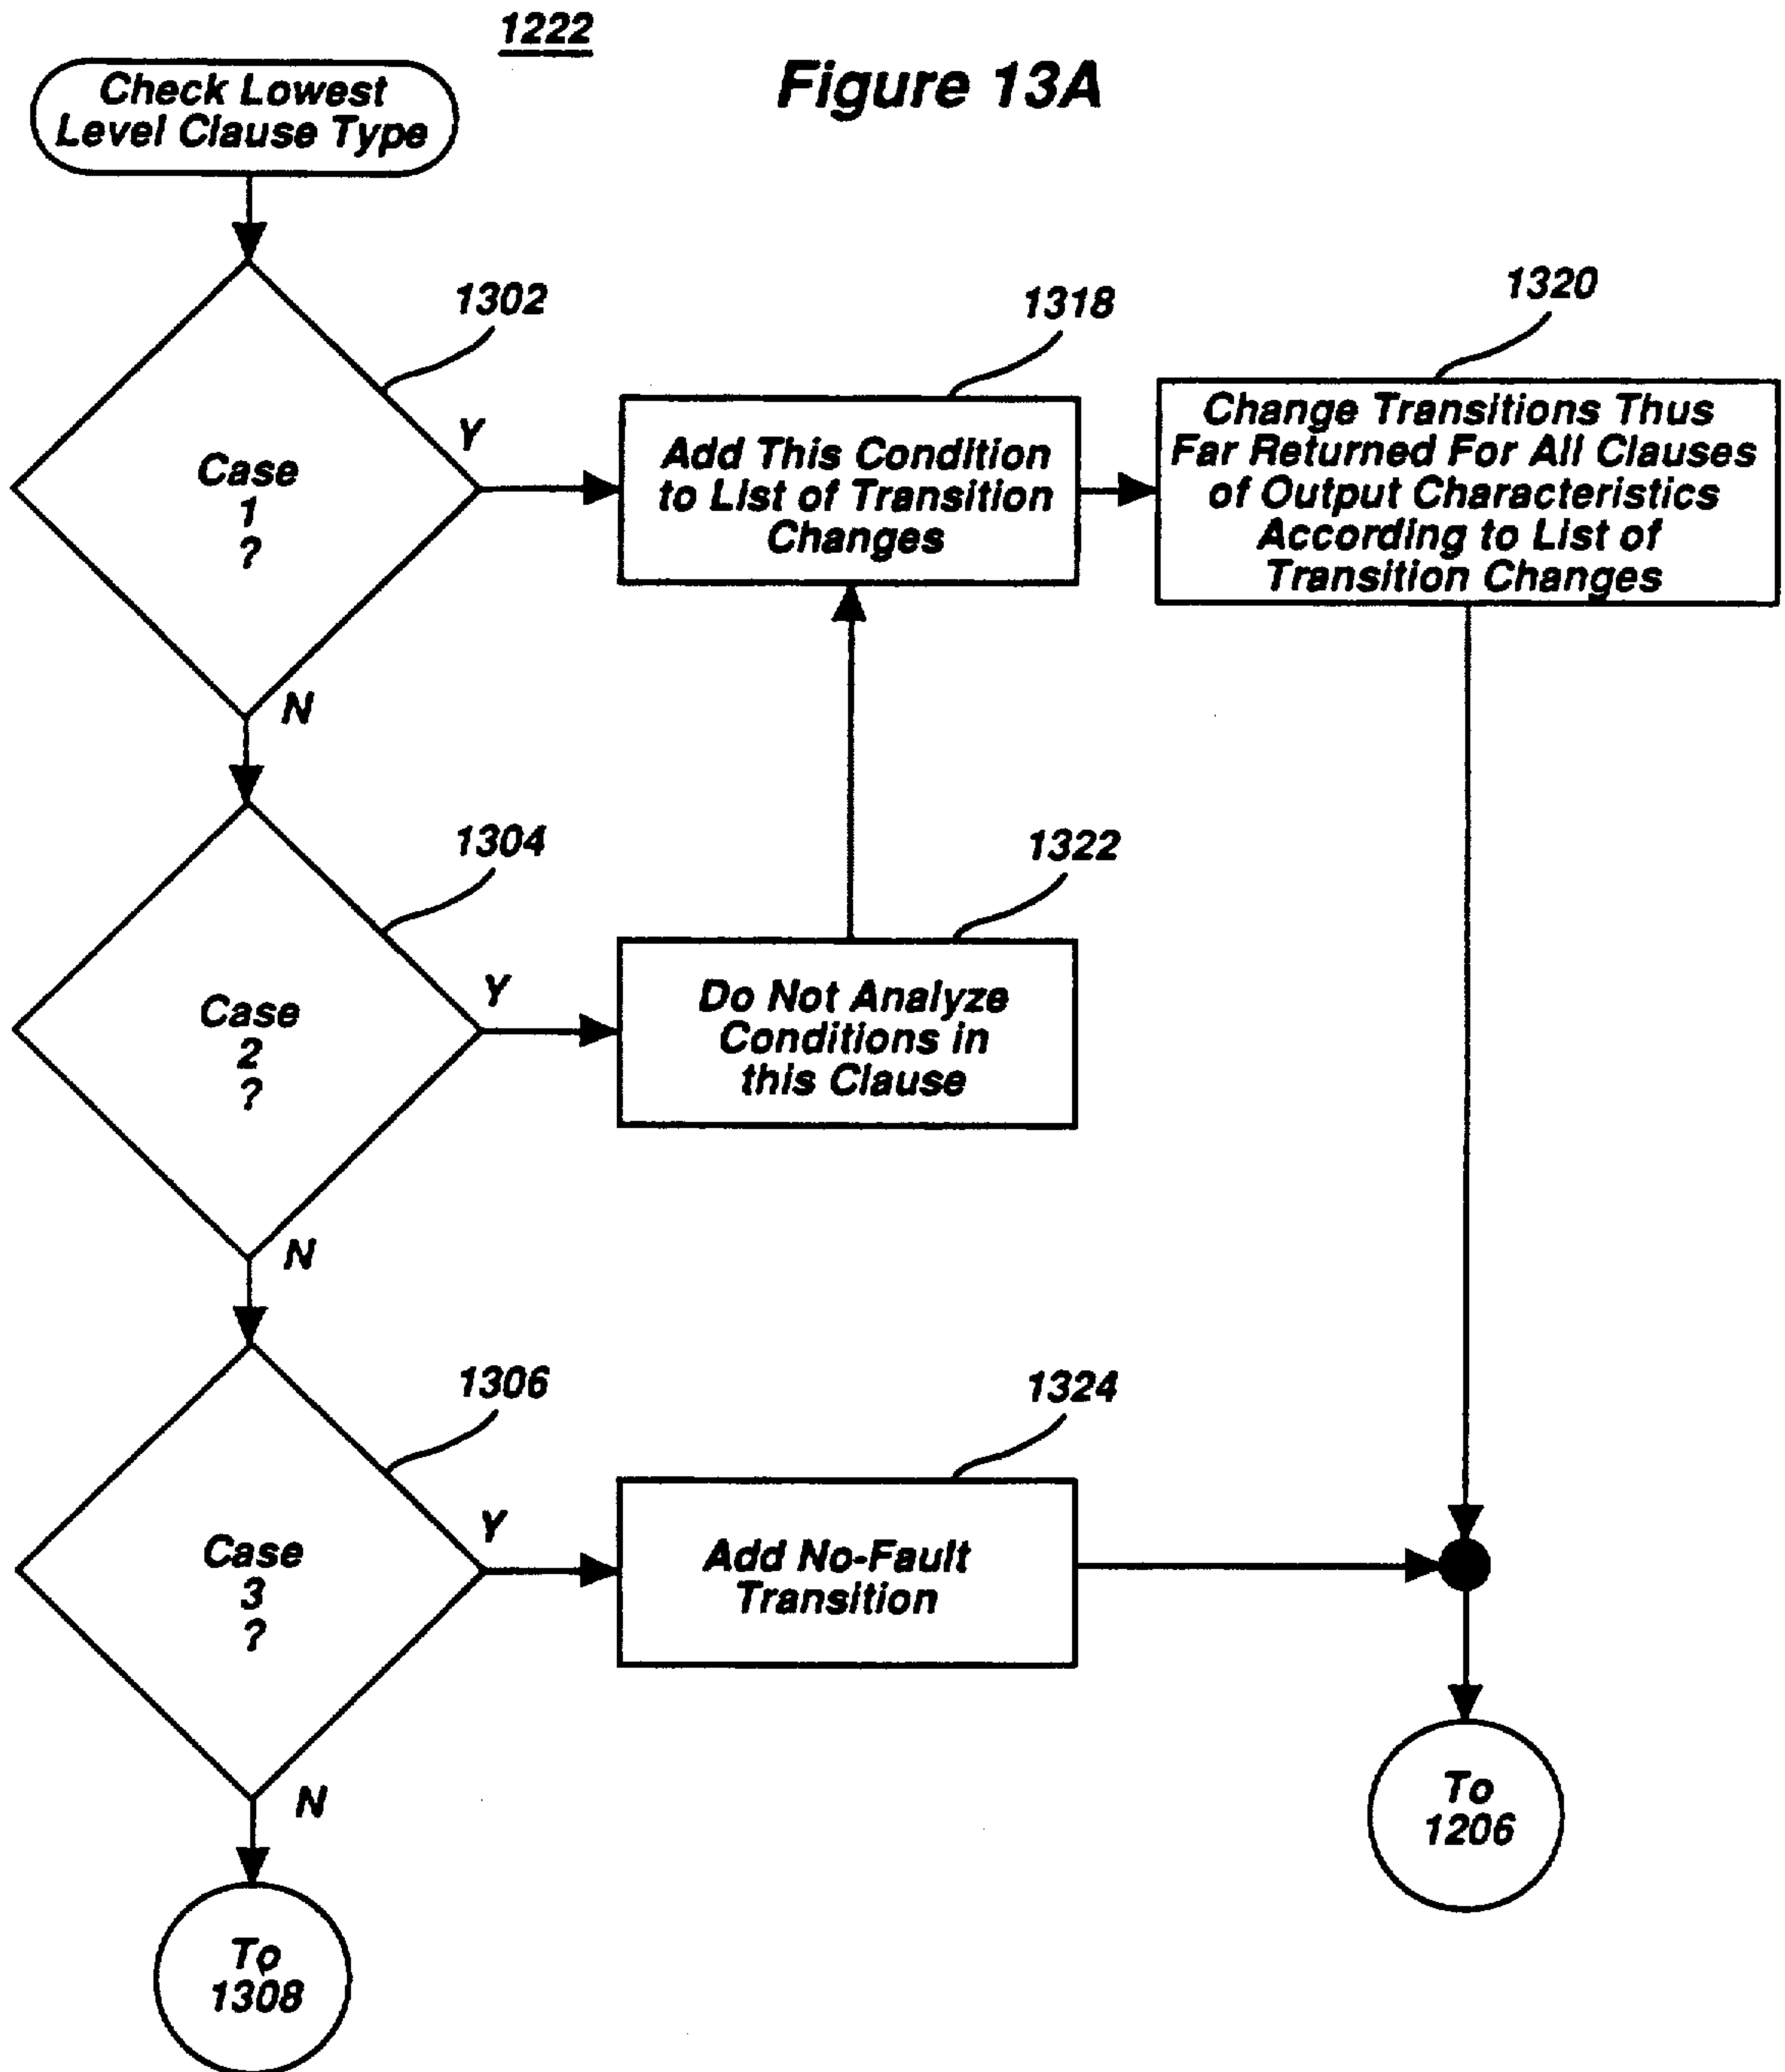 1222
Figure 13A
Check Lowest
Level Clause Type
1302
1318
1320
Case
1
?
Y
N
Add This Condition
to List of Transition
Changes
Change Transitions Thus
Far Returned For All Clauses
of Output Characteristics
According to List of
Transition Changes
1304
1322
Case
2
?
Y
N
Do Not Analyze
Conditions in
this Clause
1306
1324
Case
3
?
Y
N
Add No-Fault
Transition
To
1206
To
1308